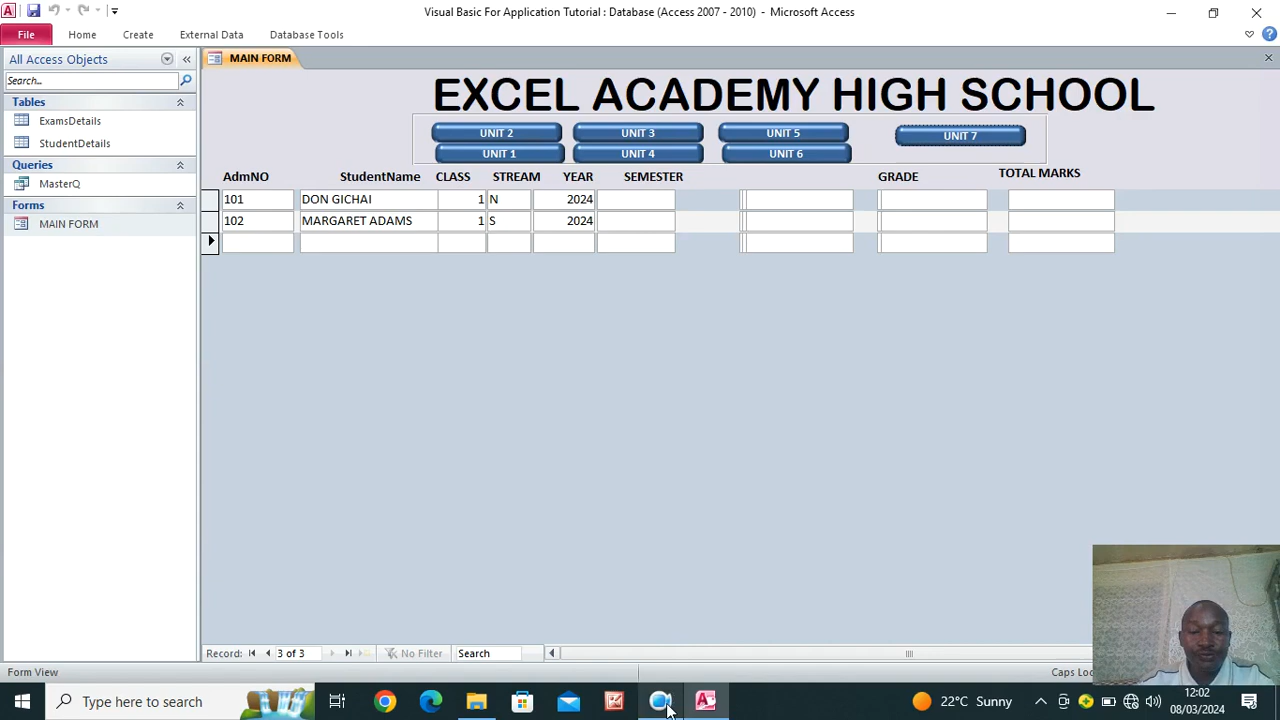 Visual Basic For Application Tutorial : Database (Access 2007 - 2010) - Microsoft Access
File Home Create External Data Database Tools
All Access Objects
MAIN FORM
Search...
Tables
ExamsDetails
StudentDetails
Queries
MasterQ
Forms
MAIN FORM
EXCEL ACADEMY HIGH SCHOOL
UNIT 2 UNIT 3 UNIT 5 UNIT 7
UNIT 1 UNIT 4 UNIT 6
AdmNO StudentName CLASS STREAM YEAR SEMESTER GRADE TOTAL MARKS
101 DON GICHAI 1 N 2024
102 MARGARET ADAMS 1 S 2024
Record: 3 of 3 No Filter Search
Form View
Caps Loc
Type here to search
22°C Sunny
12:02
08/03/2024